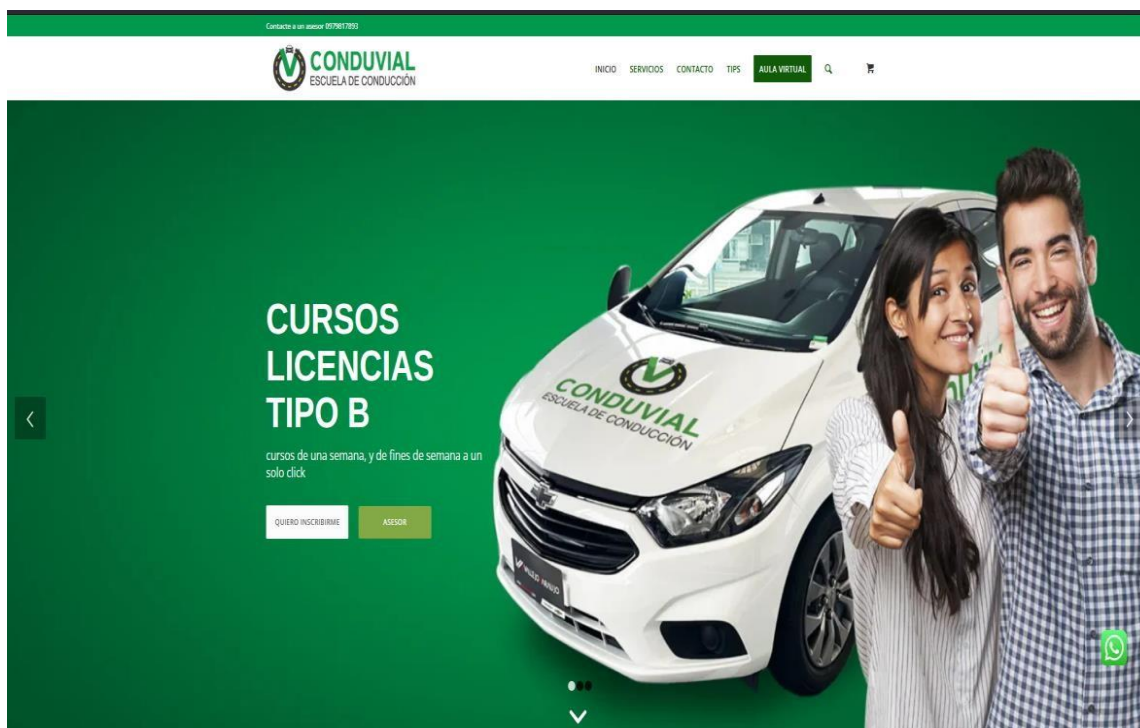 Contacte a un asesor 0979817893
CONDUVIAL
ESCUELA DE CONDUCCIÓN
INICIO SERVICIOS CONTACTO TIPS AULA VIRTUAL
CURSOS
LICENCIAS
TIPO B
cursos de una semana, y de fines de semana a un
solo click
QUIERO INSCRIBIRME ASESOR
CONDUVIAL
ESCUELA DE CONDUCCIÓN